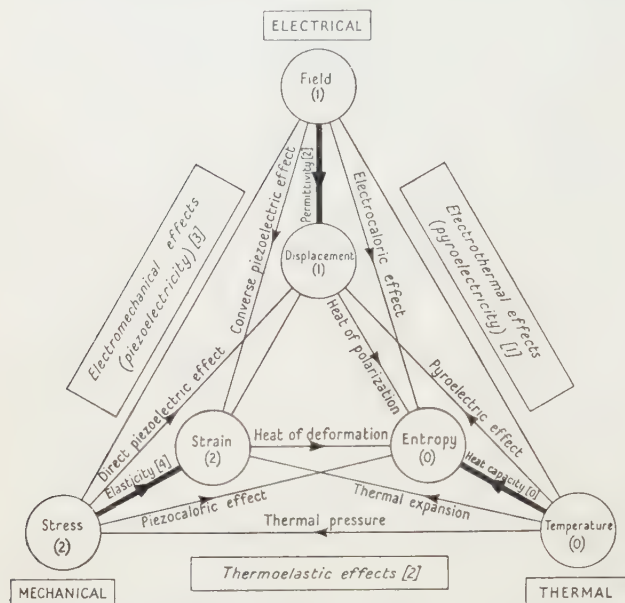 ELECTRICAL
Field
(1)
Permittivity [2]
Converse piezoelectric effect
Electrocaloric effect
Electromechanical effects
(piezoelectricity) [3]
Electrothermal effects
(pyroelectricity) [1]
Displacement
(1)
Heat of polarization
Direct piezoelectric effect
Pyroelectric effect
Strain
(2)
Heat of deformation
Entropy
(0)
Elasticity [4]
Heat capacity [0]
Piezocaloric effect
Thermal expansion
Stress
(2)
Thermal pressure
Temperature
(0)
MECHANICAL
Thermoelastic effects [2]
THERMAL